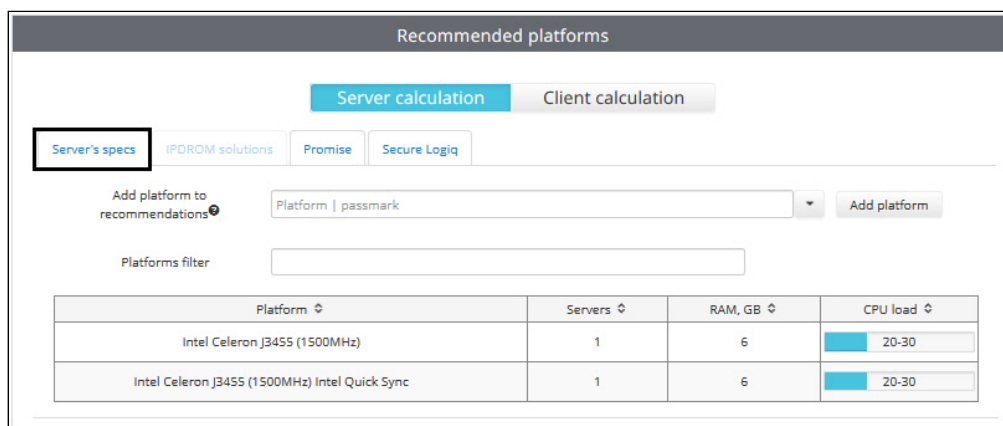 Recommended platforms
Server calculation Client calculation
Server's specs IPDROM solutions Promise Secure Logiq
Add platform to
recommendations? Platform | passmark Add platform
Platforms filter
Platform Servers RAM, GB CPU load
Intel Celeron J3455 (1500MHz) 1 6 20-30
Intel Celeron J3455 (1500MHz) Intel Quick Sync 1 6 20-30